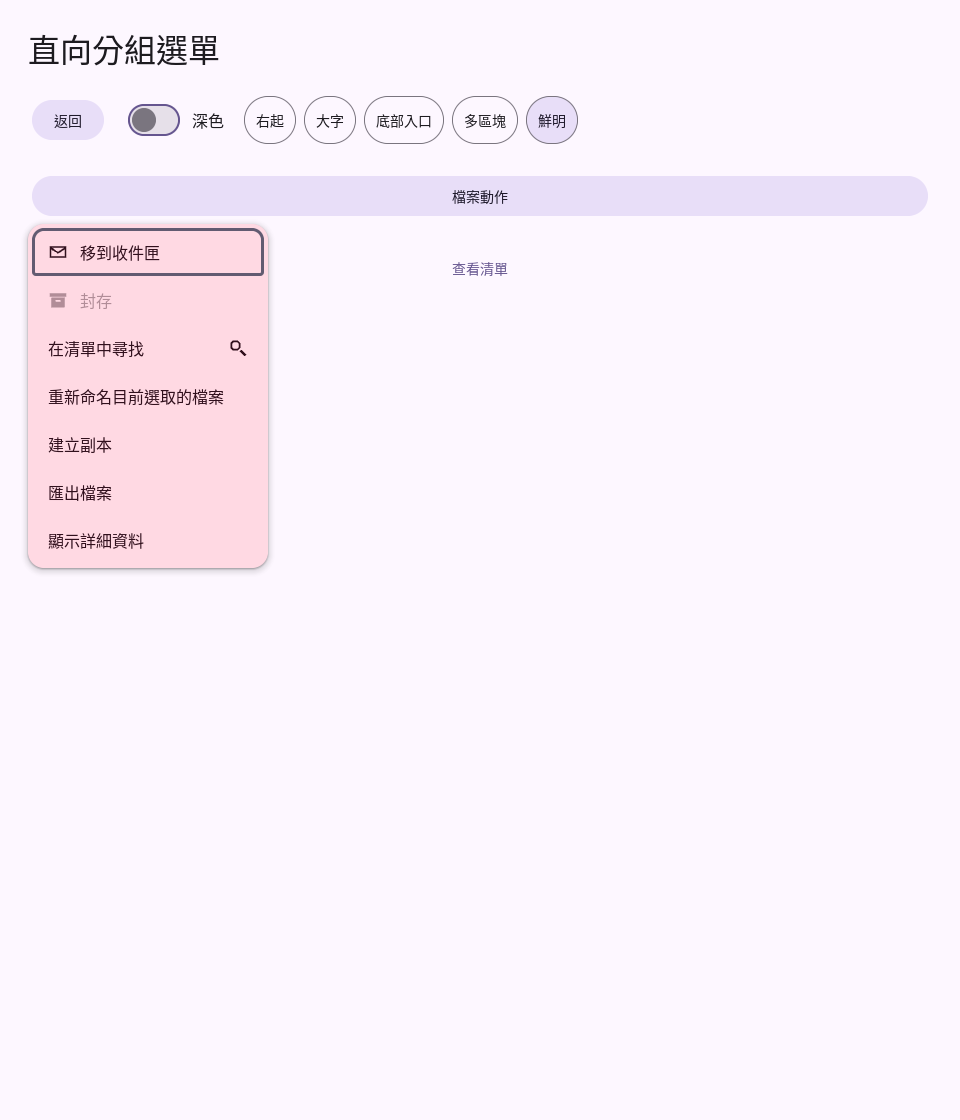 直向分組選單
返回
深色
右起
大字
底部入口
多區塊
鮮明
檔案動作
移到收件匣
查看清單
封存
在清單中尋找
重新命名目前選取的檔案
建立副本
匯出檔案
顯示詳細資料